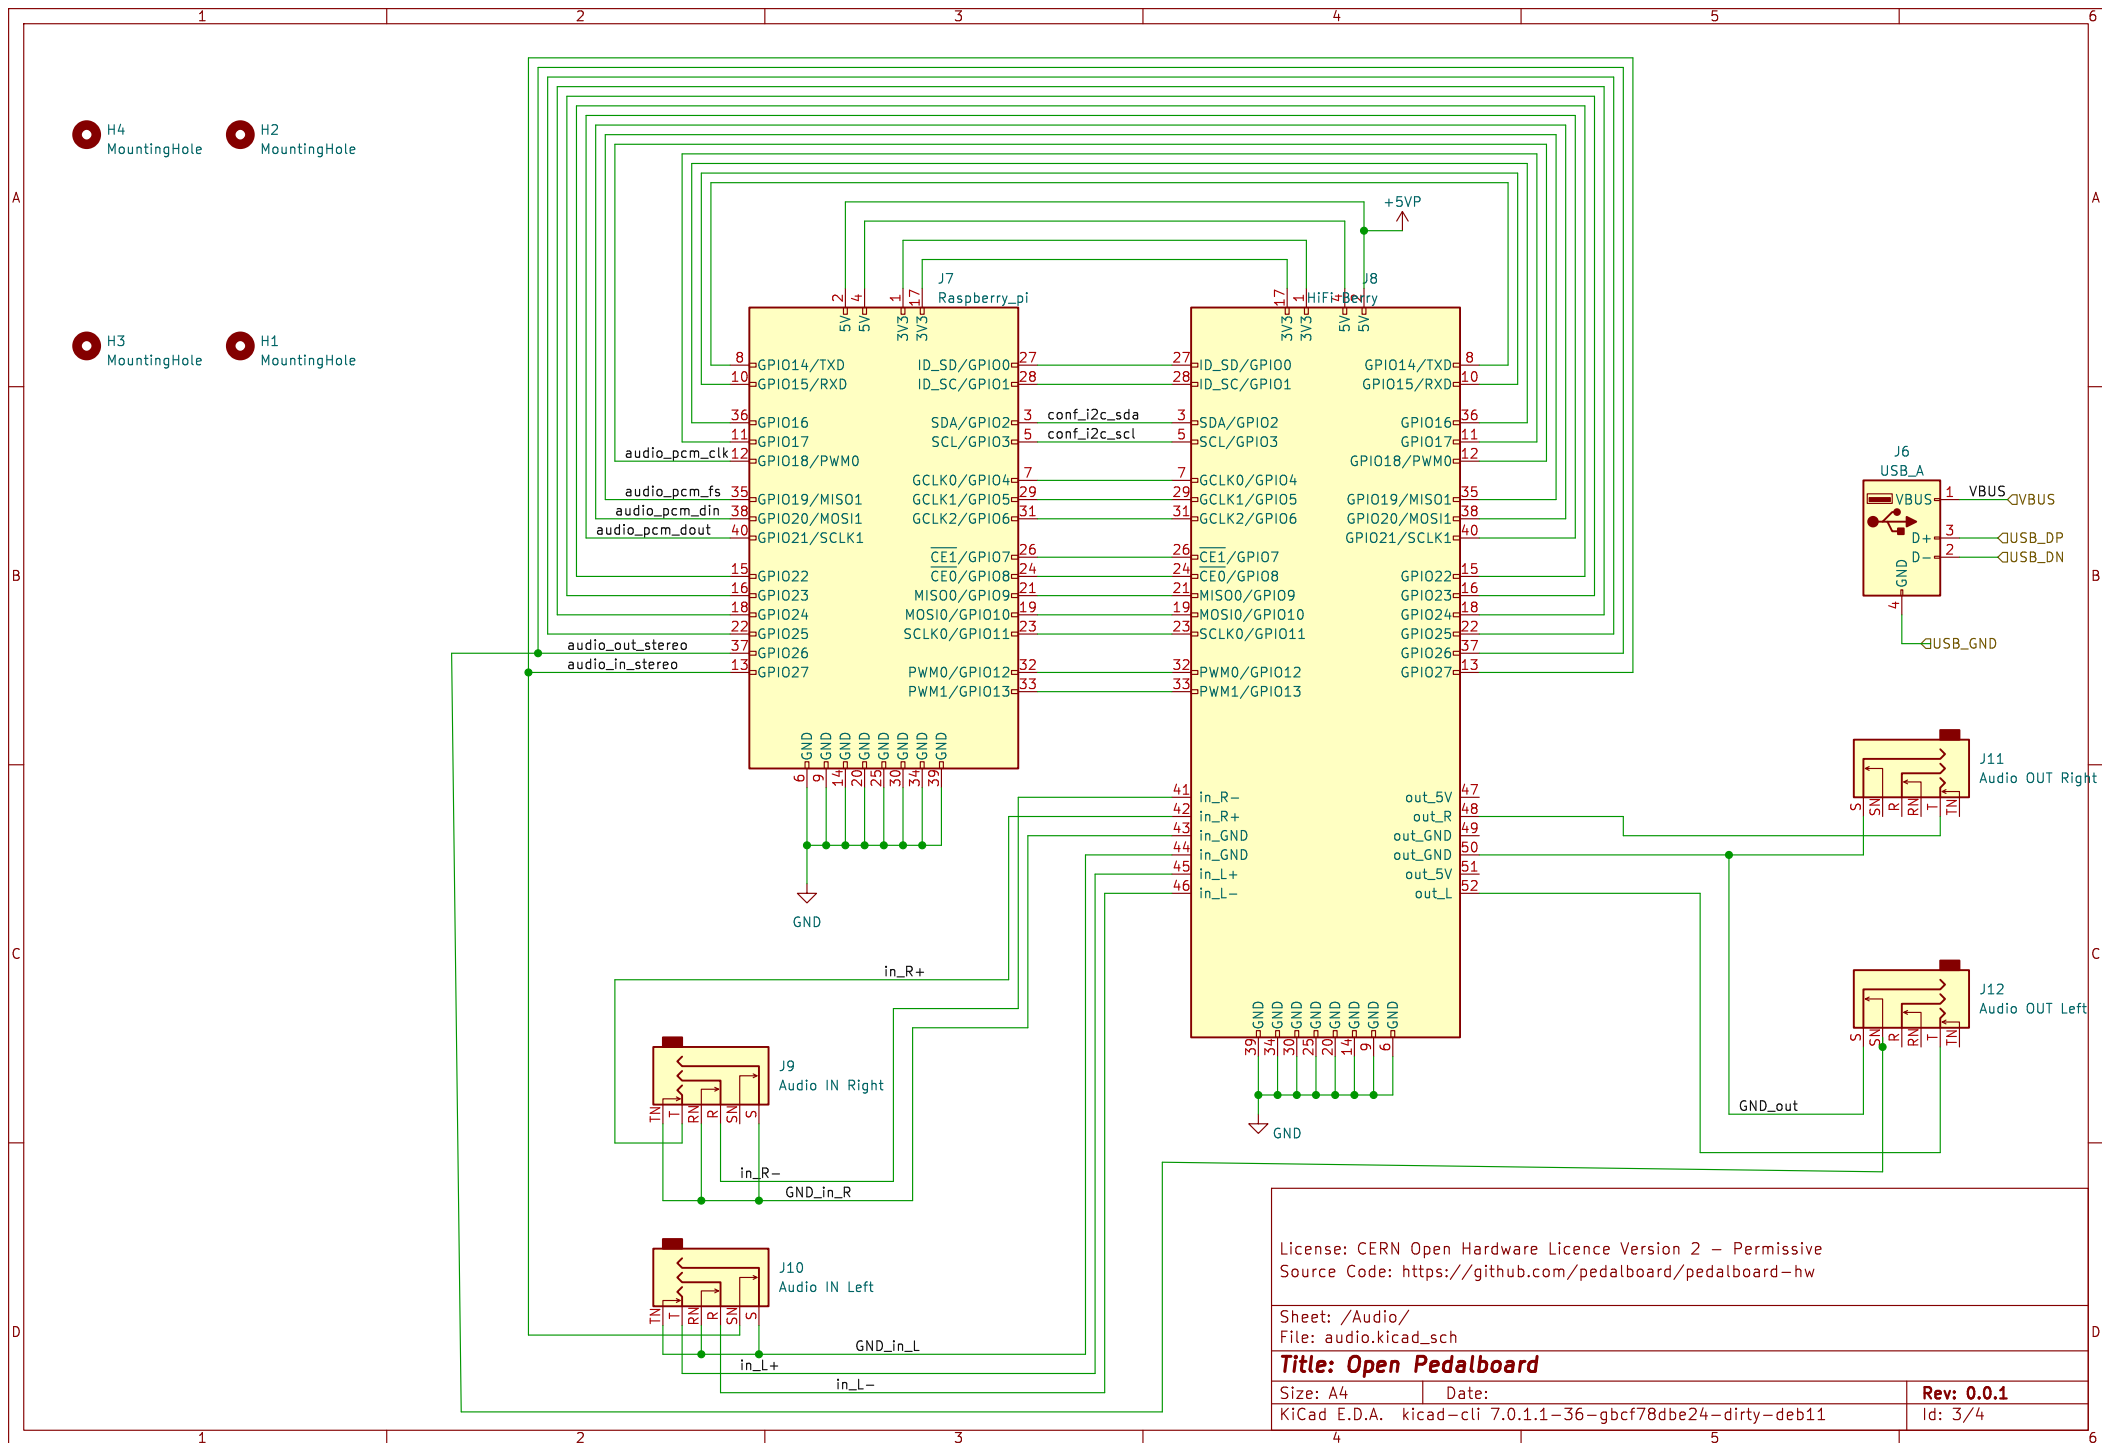 1 2 3 4 5 6
A
B
C
D
A
B
C
D
1 2 3 4 5 6
H4
MountingHole
H2
MountingHole
H3
MountingHole
H1
MountingHole
+5VP
J7
Raspberry_pi
2 4 1 17
5V 5V 3V3 3V3
8 GPIO14/TXD
10 GPIO15/RXD
36 GPIO16
11 GPIO17
audio_pcm_clk 12 GPIO18/PWM0
audio_pcm_fs 35 GPIO19/MISO1
audio_pcm_din 38 GPIO20/MOSI1
audio_pcm_dout 40 GPIO21/SCLK1
15 GPIO22
16 GPIO23
18 GPIO24
22 GPIO25
audio_out_stereo 37 GPIO26
audio_in_stereo 13 GPIO27
ID_SD/GPIO0 27
ID_SC/GPIO1 28
SDA/GPIO2 3 conf_i2c_sda
SCL/GPIO3 5 conf_i2c_scl
GCLK0/GPIO4 7
GCLK1/GPIO5 29
GCLK2/GPIO6 31
CE1/GPIO7 26
CE0/GPIO8 24
MISO0/GPIO9 21
MOSI0/GPIO10 19
SCLK0/GPIO11 23
PWM0/GPIO12 32
PWM1/GPIO13 33
GND GND GND GND GND GND GND GND
6 9 14 20 25 30 34 39
GND
J8
HiFi-Berry
17 1 4 2
3V3 3V3 5V 5V
27 ID_SD/GPIO0
28 ID_SC/GPIO1
3 SDA/GPIO2
5 SCL/GPIO3
7 GCLK0/GPIO4
29 GCLK1/GPIO5
31 GCLK2/GPIO6
26 CE1/GPIO7
24 CE0/GPIO8
21 MISO0/GPIO9
19 MOSI0/GPIO10
23 SCLK0/GPIO11
32 PWM0/GPIO12
33 PWM1/GPIO13
41 in_R-
42 in_R+
43 in_GND
44 in_GND
45 in_L+
46 in_L-
GPIO14/TXD 8
GPIO15/RXD 10
GPIO16 36
GPIO17 11
GPIO18/PWM0 12
GPIO19/MISO1 35
GPIO20/MOSI1 38
GPIO21/SCLK1 40
GPIO22 15
GPIO23 16
GPIO24 18
GPIO25 22
GPIO26 37
GPIO27 13
out_5V 47
out_R 48
out_GND 49
out_GND 50
out_5V 51
out_L 52
GND GND GND GND GND GND GND GND
39 34 30 25 20 14 9 6
GND
J6
USB_A
VBUS 1 VBUS VBUS
D+ 3 USB_DP
D- 2 USB_DN
GND
4
USB_GND
J11
Audio OUT Right
S SN R RN T TN
J12
Audio OUT Left
S SN R RN T TN
GND_out
in_R+
J9
Audio IN Right
TN T RN R SN S
in_R-
GND_in_R
J10
Audio IN Left
TN T RN R SN S
GND_in_L
in_L+
in_L-
License: CERN Open Hardware Licence Version 2 - Permissive
Source Code: https://github.com/pedalboard/pedalboard-hw
Sheet: /Audio/
File: audio.kicad_sch
Title: Open Pedalboard
Size: A4 Date: Rev: 0.0.1
KiCad E.D.A. kicad-cli 7.0.1.1-36-gbcf78dbe24-dirty-deb11 Id: 3/4